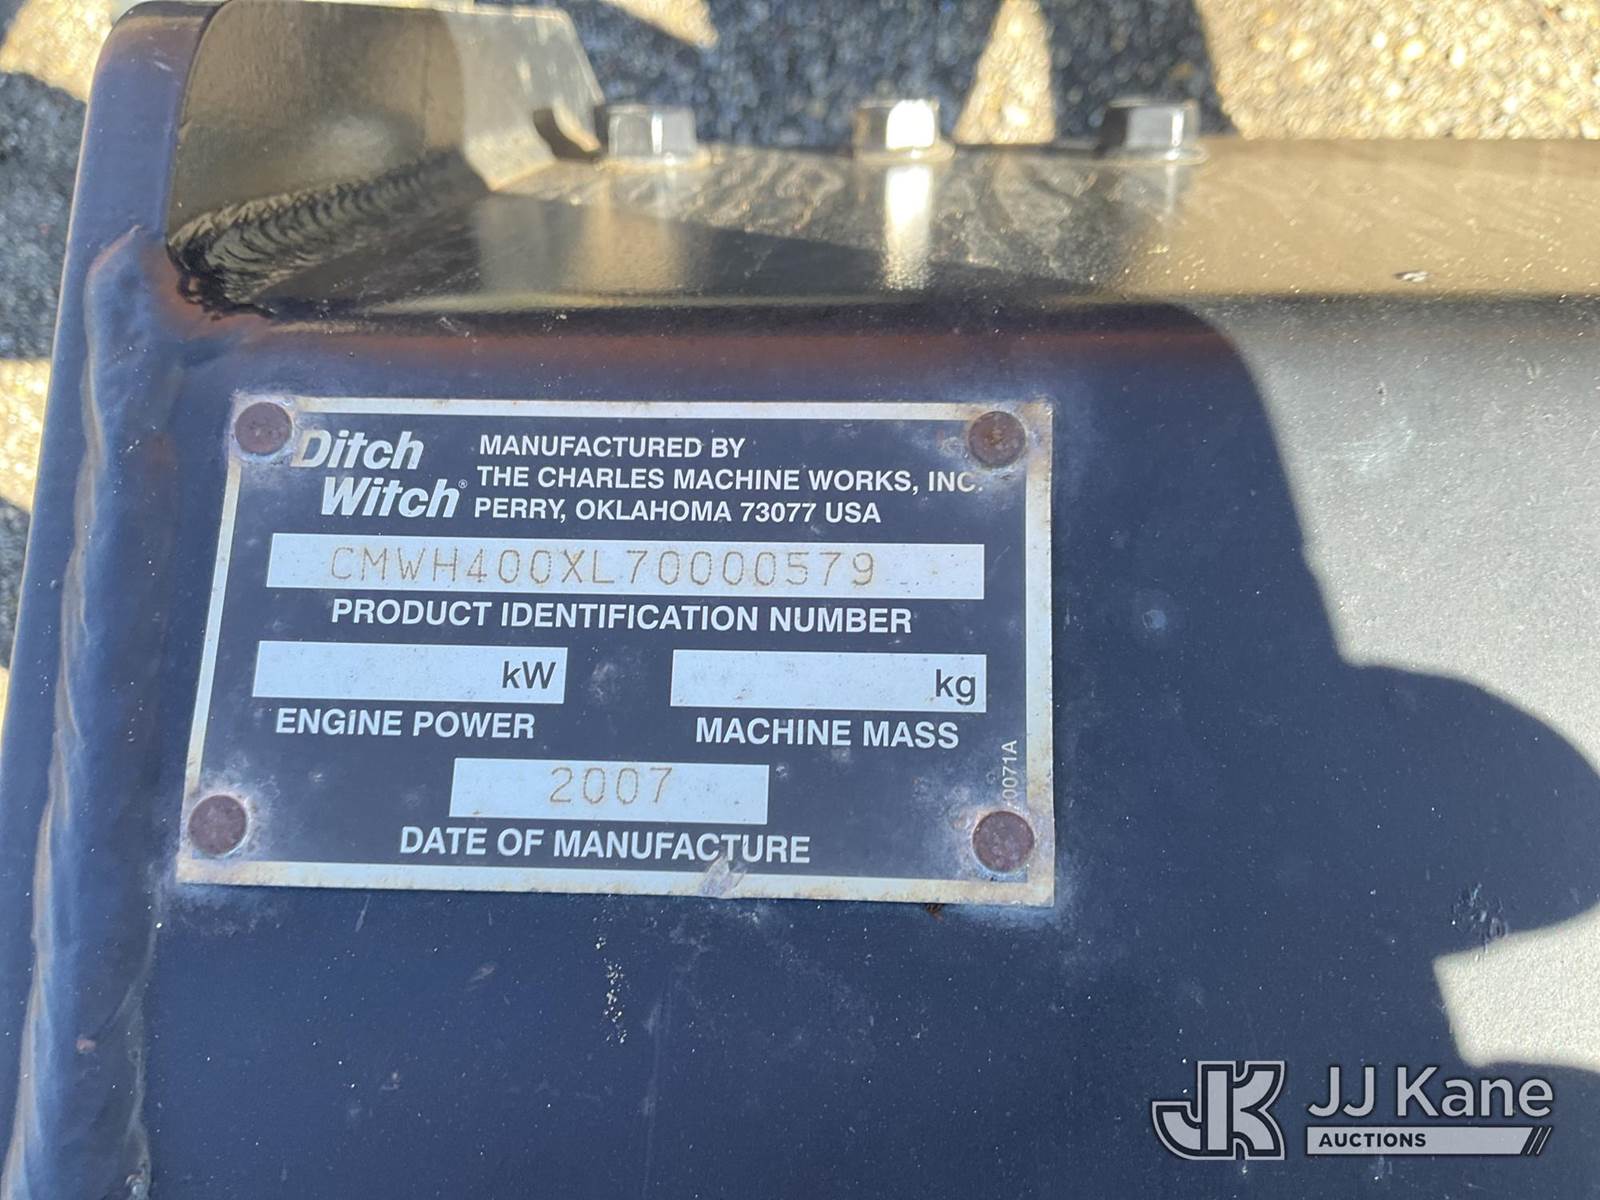 Ditch
Witch®
MANUFACTURED BY
THE CHARLES MACHINE WORKS, INC.
PERRY, OKLAHOMA 73077 USA
CMWH400XL70000579
PRODUCT IDENTIFICATION NUMBER
kW
ENGINE POWER
kg
MACHINE MASS
2007
DATE OF MANUFACTURE
JK
JJ Kane
AUCTIONS